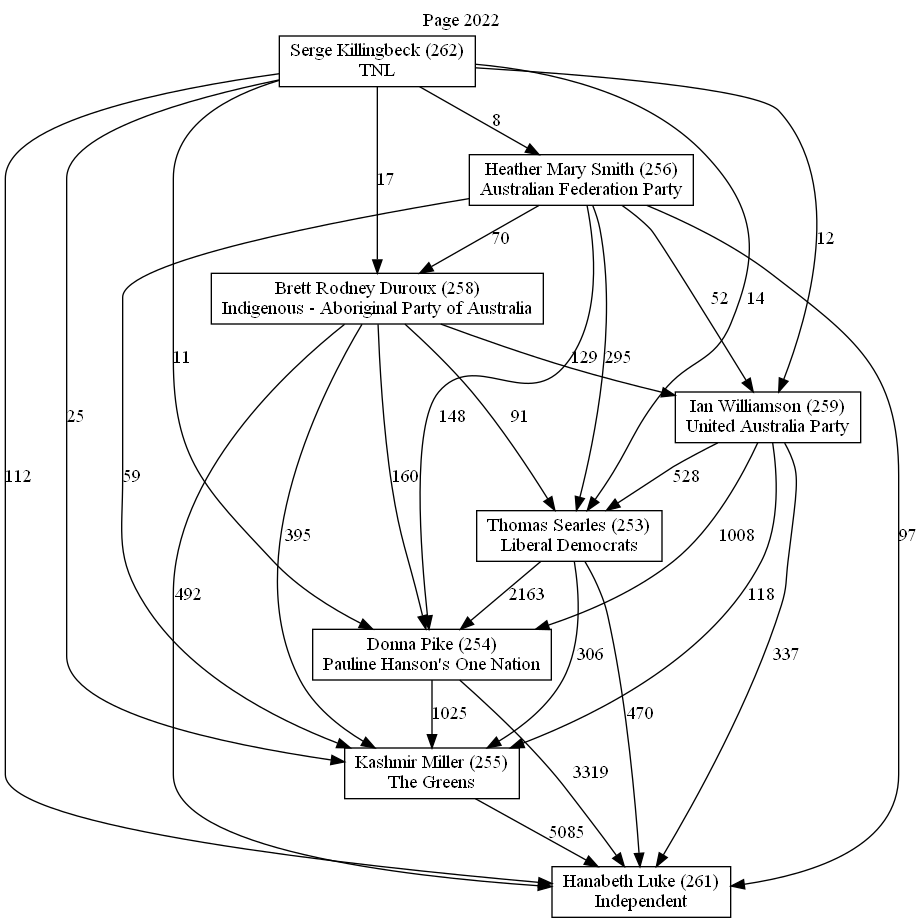 Page 2022
Serge Killingbeck (262)
TNL
8
Heather Mary Smith (256)
Australian Federation Party
17
70
12
Brett Rodney Duroux (258)
Indigenous - Aboriginal Party of Australia
52
14
11
129
295
Ian Williamson (259)
United Australia Party
25
148
91
112
59
160
528
Thomas Searles (253)
Liberal Democrats
395
1008
97
492
2163
118
Donna Pike (254)
Pauline Hanson's One Nation
306
337
1025
470
Kashmir Miller (255)
The Greens
3319
5085
Hanabeth Luke (261)
Independent